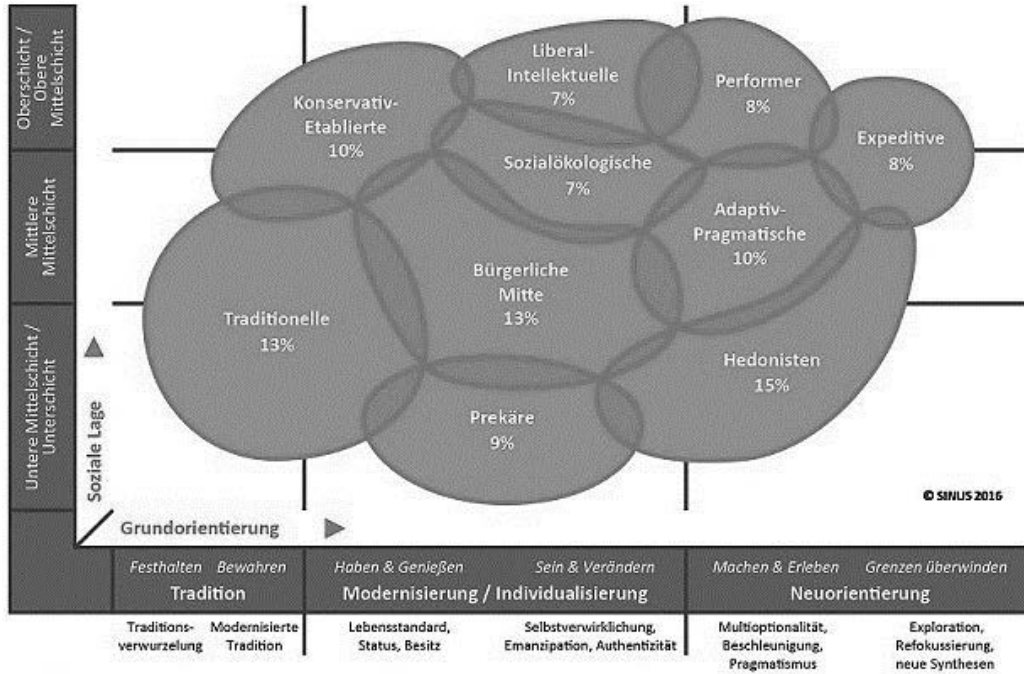 Oberschicht /
Obere
Mittelschicht
Mittlere
Mittelschicht
Untere Mittelschicht /
Unterschicht
Soziale Lage
Konservativ-
Etablierte
10%
Liberal-
Intellektuelle
7%
Performer
8%
Expeditive
8%
Sozialökologische
7%
Adaptiv-
Pragmatische
10%
Bürgerliche
Mitte
13%
Traditionelle
13%
Hedonisten
15%
Prekäre
9%
© SINUS 2016
Grundorientierung
Festhalten Bewahren
Tradition
Haben & Genießen Sein & Verändern
Modernisierung / Individualisierung
Machen & Erleben Grenzen überwinden
Neuorientierung
Traditions-
verwurzelung
Modernisierte
Tradition
Lebensstandard,
Status, Besitz
Selbstverwirklichung,
Emanzipation, Authentizität
Multioptionalität,
Beschleunigung,
Pragmatismus
Exploration,
Refokussierung,
neue Synthesen